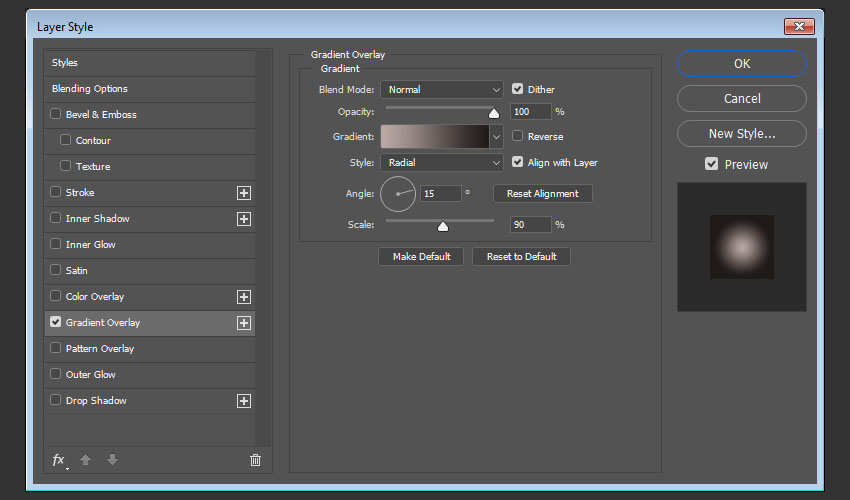 Layer Style
Styles
Blending Options
Bevel & Emboss
Contour
Texture
Stroke
Inner Shadow
Inner Glow
Satin
Color Overlay
Gradient Overlay
Pattern Overlay
Outer Glow
Drop Shadow
fx
Gradient Overlay
Gradient
Blend Mode: Normal Dither
Opacity: 100 %
Gradient: Reverse
Style: Radial Align with Layer
Angle: 15 ° Reset Alignment
Scale: 90 %
Make Default Reset to Default
OK
Cancel
New Style...
Preview